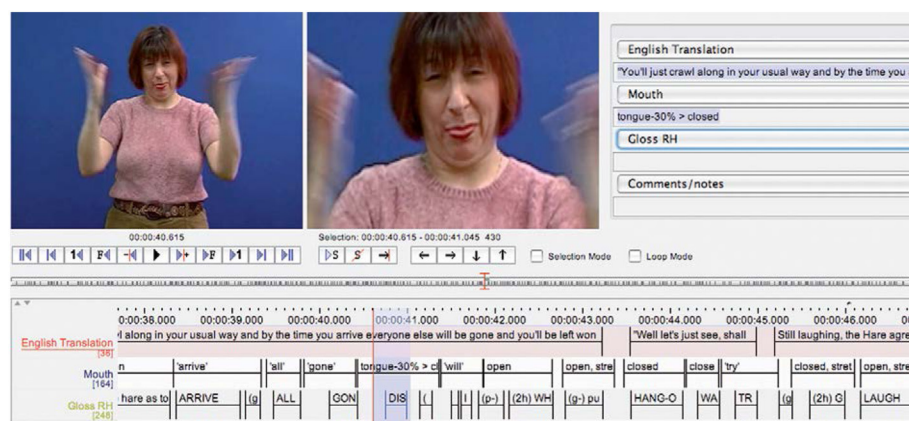 English Translation
"You'll just crawl along in your usual way and by the time you
Mouth
tongue-30% > closed
Gloss RH
Comments/notes
00:00:40.615
Selection: 00:00:40.615 - 00:00:41.045 430
1 F + F 1 S S Selection Mode Loop Mode
0:00:38.000 00:00:39.000 00:00:40.000 00:00:41.000 00:00:42.000 00:00:43.000 00:00:44.000 00:00:45.000 00:00:46.000
English Translation along in your usual way and by the time you arrive everyone else will be gone and you'll be left won "Well let's just see, shall Still laughing, the Hare agre
[36]
Mouth n 'arrive' 'all' 'gone' tongue-30% > cl 'will' open open, stre closed close 'try' closed, stret open, stre
[164]
Gloss RH hare as to ARRIVE (g ALL GON DIS ( I (p-) (2h) WH (g-) pu HANG-O WA TR (g (2h) G LAUGH
[248]